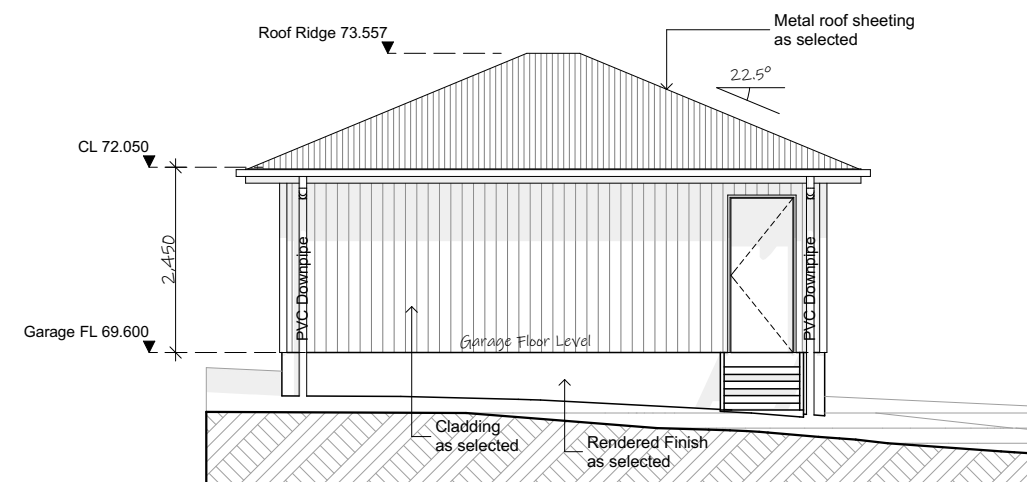 Metal roof sheeting
as selected
Roof Ridge 73.557
22.5°
CL 72.050
2,450
PVC Downpipe
PVC Downpipe
Garage FL 69.600
Garage Floor Level
Cladding
as selected
Rendered Finish
as selected